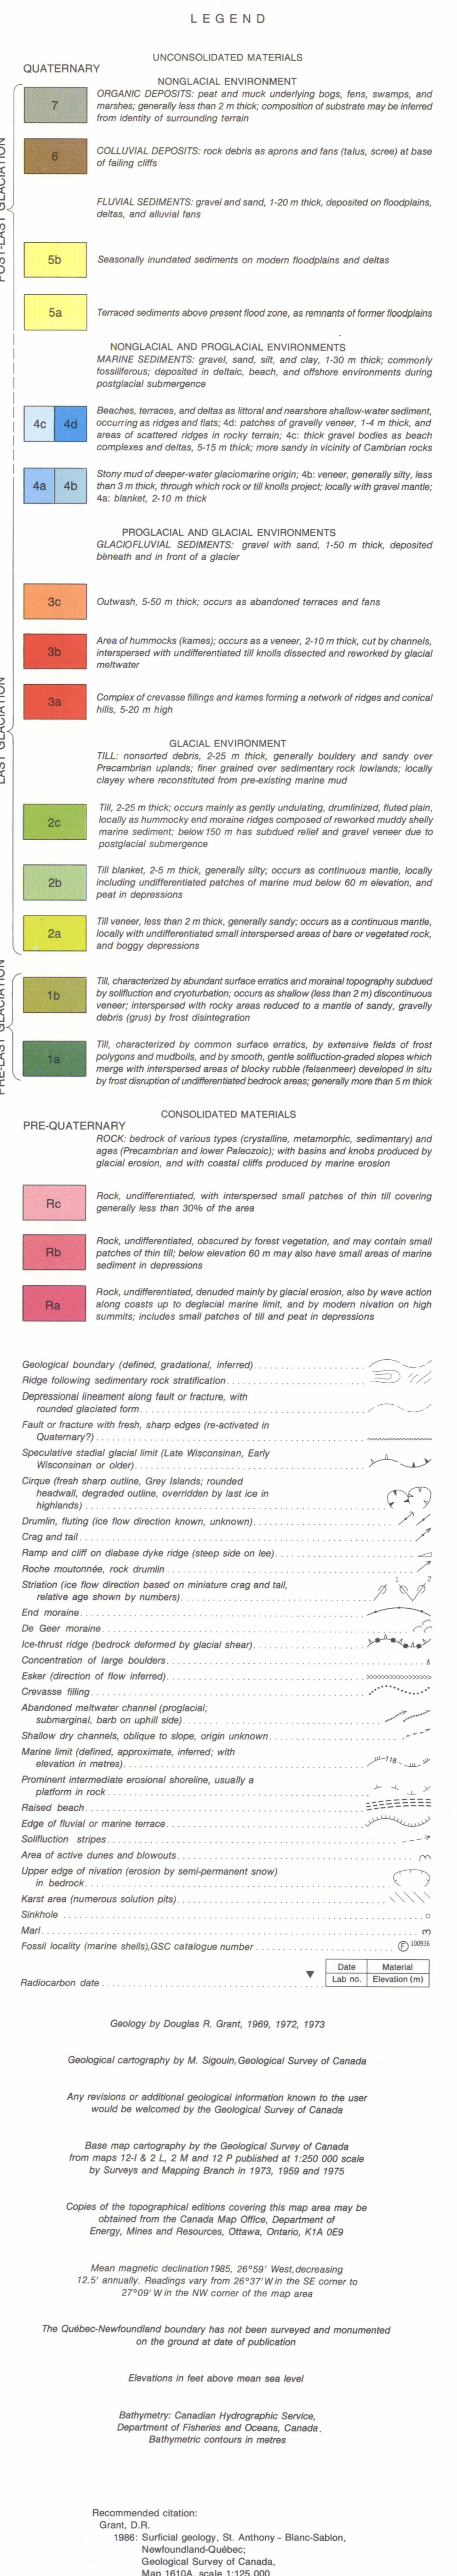 LEGEND
UNCONSOLIDATED MATERIALS
QUATERNARY
NONGLACIAL ENVIRONMENT
7
ORGANIC DEPOSITS: peat and muck underlying bogs, fens, swamps, and
marshes; generally less than 2 m thick; composition of substrate may be inferred
from identity of surrounding terrain
6
COLLUVIAL DEPOSITS: rock debris as aprons and fans (talus, scree) at base
of failing cliffs
POST-LAST GLACIATION
FLUVIAL SEDIMENTS: gravel and sand, 1-20 m thick, deposited on floodplains,
deltas, and alluvial fans
5b
Seasonally inundated sediments on modern floodplains and deltas
5a
Terraced sediments above present flood zone, as remnants of former floodplains
NONGLACIAL AND PROGLACIAL ENVIRONMENTS
MARINE SEDIMENTS: gravel, sand, silt, and clay, 1-30 m thick; commonly
fossiliferous; deposited in deltaic, beach, and offshore environments during
postglacial submergence
4c 4d
Beaches, terraces, and deltas as littoral and nearshore shallow-water sediment,
occurring as ridges and flats; 4d: patches of gravelly veneer, 1-4 m thick, and
areas of scattered ridges in rocky terrain; 4c: thick gravel bodies as beach
complexes and deltas, 5-15 m thick; more sandy in vicinity of Cambrian rocks
4a 4b
Stony mud of deeper-water glaciomarine origin; 4b: veneer, generally silty, less
than 3 m thick, through which rock or till knolls project; locally with gravel mantle;
4a: blanket, 2-10 m thick
PROGLACIAL AND GLACIAL ENVIRONMENTS
GLACIOFLUVIAL SEDIMENTS: gravel with sand, 1-50 m thick, deposited
beneath and in front of a glacier
3c
Outwash, 5-50 m thick; occurs as abandoned terraces and fans
3b
Area of hummocks (kames); occurs as a veneer, 2-10 m thick, cut by channels,
interspersed with undifferentiated till knolls dissected and reworked by glacial
meltwater
LAST GLACIATION
3a
Complex of crevasse fillings and kames forming a network of ridges and conical
hills, 5-20 m high
GLACIAL ENVIRONMENT
TILL: nonsorted debris, 2-25 m thick, generally bouldery and sandy over
Precambrian uplands; finer grained over sedimentary rock lowlands; locally
clayey where reconstituted from pre-existing marine mud
2c
Till, 2-25 m thick; occurs mainly as gently undulating, drumlinized, fluted plain,
locally as hummocky end moraine ridges composed of reworked muddy shelly
marine sediment; below 150 m has subdued relief and gravel veneer due to
postglacial submergence
2b
Till blanket, 2-5 m thick, generally silty; occurs as continuous mantle, locally
including undifferentiated patches of marine mud below 60 m elevation, and
peat in depressions
2a
Till veneer, less than 2 m thick, generally sandy; occurs as a continuous mantle,
locally with undifferentiated small interspersed areas of bare or vegetated rock,
and boggy depressions
PRE-LAST GLACIATION
1b
Till, characterized by abundant surface erratics and morainal topography subdued
by solifluction and cryoturbation; occurs as shallow (less than 2 m) discontinuous
veneer; interspersed with rocky areas reduced to a mantle of sandy, gravelly
debris (grus) by frost disintegration
1a
Till, characterized by common surface erratics, by extensive fields of frost
polygons and mudboils, and by smooth, gentle solifluction-graded slopes which
merge with interspersed areas of blocky rubble (felsenmeer) developed in situ
by frost disruption of undifferentiated bedrock areas; generally more than 5 m thick
CONSOLIDATED MATERIALS
PRE-QUATERNARY
ROCK: bedrock of various types (crystalline, metamorphic, sedimentary) and
ages (Precambrian and lower Paleozoic); with basins and knobs produced by
glacial erosion, and with coastal cliffs produced by marine erosion
Rc
Rock, undifferentiated, with interspersed small patches of thin till covering
generally less than 30% of the area
Rb
Rock, undifferentiated, obscured by forest vegetation, and may contain small
patches of thin till; below elevation 60 m may also have small areas of marine
sediment in depressions
Ra
Rock, undifferentiated, denuded mainly by glacial erosion, also by wave action
along coasts up to deglacial marine limit, and by modern nivation on high
summits; includes small patches of till and peat in depressions
Geological boundary (defined, gradational, inferred)
Ridge following sedimentary rock stratification
Depressional lineament along fault or fracture, with
rounded glaciated form
Fault or fracture with fresh, sharp edges (re-activated in
Quaternary?)
Speculative stadial glacial limit (Late Wisconsinan, Early
Wisconsinan or older)
Cirque (fresh sharp outline, Grey Islands; rounded
headwall, degraded outline, overridden by last ice in
highlands)
Drumlin, fluting (ice flow direction known, unknown)
Crag and tail
Ramp and cliff on diabase dyke ridge (steep side on lee)
Roche moutonnée, rock drumlin
Striation (ice flow direction based on miniature crag and tail, 1 2
relative age shown by numbers)
End moraine
De Geer moraine
Ice-thrust ridge (bedrock deformed by glacial shear)
Concentration of large boulders
Esker (direction of flow inferred)
Crevasse filling
Abandoned meltwater channel (proglacial;
submarginal, barb on uphill side)
Shallow dry channels, oblique to slope, origin unknown
Marine limit (defined, approximate, inferred; with
elevation in metres) 118
Prominent intermediate erosional shoreline, usually a
platform in rock
Raised beach
Edge of fluvial or marine terrace
Solifluction stripes
Area of active dunes and blowouts
Upper edge of nivation (erosion by semi-permanent snow)
in bedrock
Karst area (numerous solution pits)
Sinkhole
Marl
Fossil locality (marine shells),GSC catalogue number F 100936
Date Material
Radiocarbon date Lab no. Elevation (m)
Geology by Douglas R. Grant, 1969, 1972, 1973
Geological cartography by M. Sigouin, Geological Survey of Canada
Any revisions or additional geological information known to the user
would be welcomed by the Geological Survey of Canada
Base map cartography by the Geological Survey of Canada
from maps 12-I & 2 L, 2 M and 12 P published at 1:250 000 scale
by Surveys and Mapping Branch in 1973, 1959 and 1975
Copies of the topographical editions covering this map area may be
obtained from the Canada Map Office, Department of
Energy, Mines and Resources, Ottawa, Ontario, K1A 0E9
Mean magnetic declination 1985, 26°59' West, decreasing
12.5' annually. Readings vary from 26°37' W in the SE corner to
27°09' W in the NW corner of the map area
The Québec-Newfoundland boundary has not been surveyed and monumented
on the ground at date of publication
Elevations in feet above mean sea level
Bathymetry: Canadian Hydrographic Service,
Department of Fisheries and Oceans, Canada.
Bathymetric contours in metres
Recommended citation:
Grant, D.R.
1986: Surficial geology, St. Anthony – Blanc-Sablon,
Newfoundland-Québec;
Geological Survey of Canada,
Map 1610A, scale 1:125 000